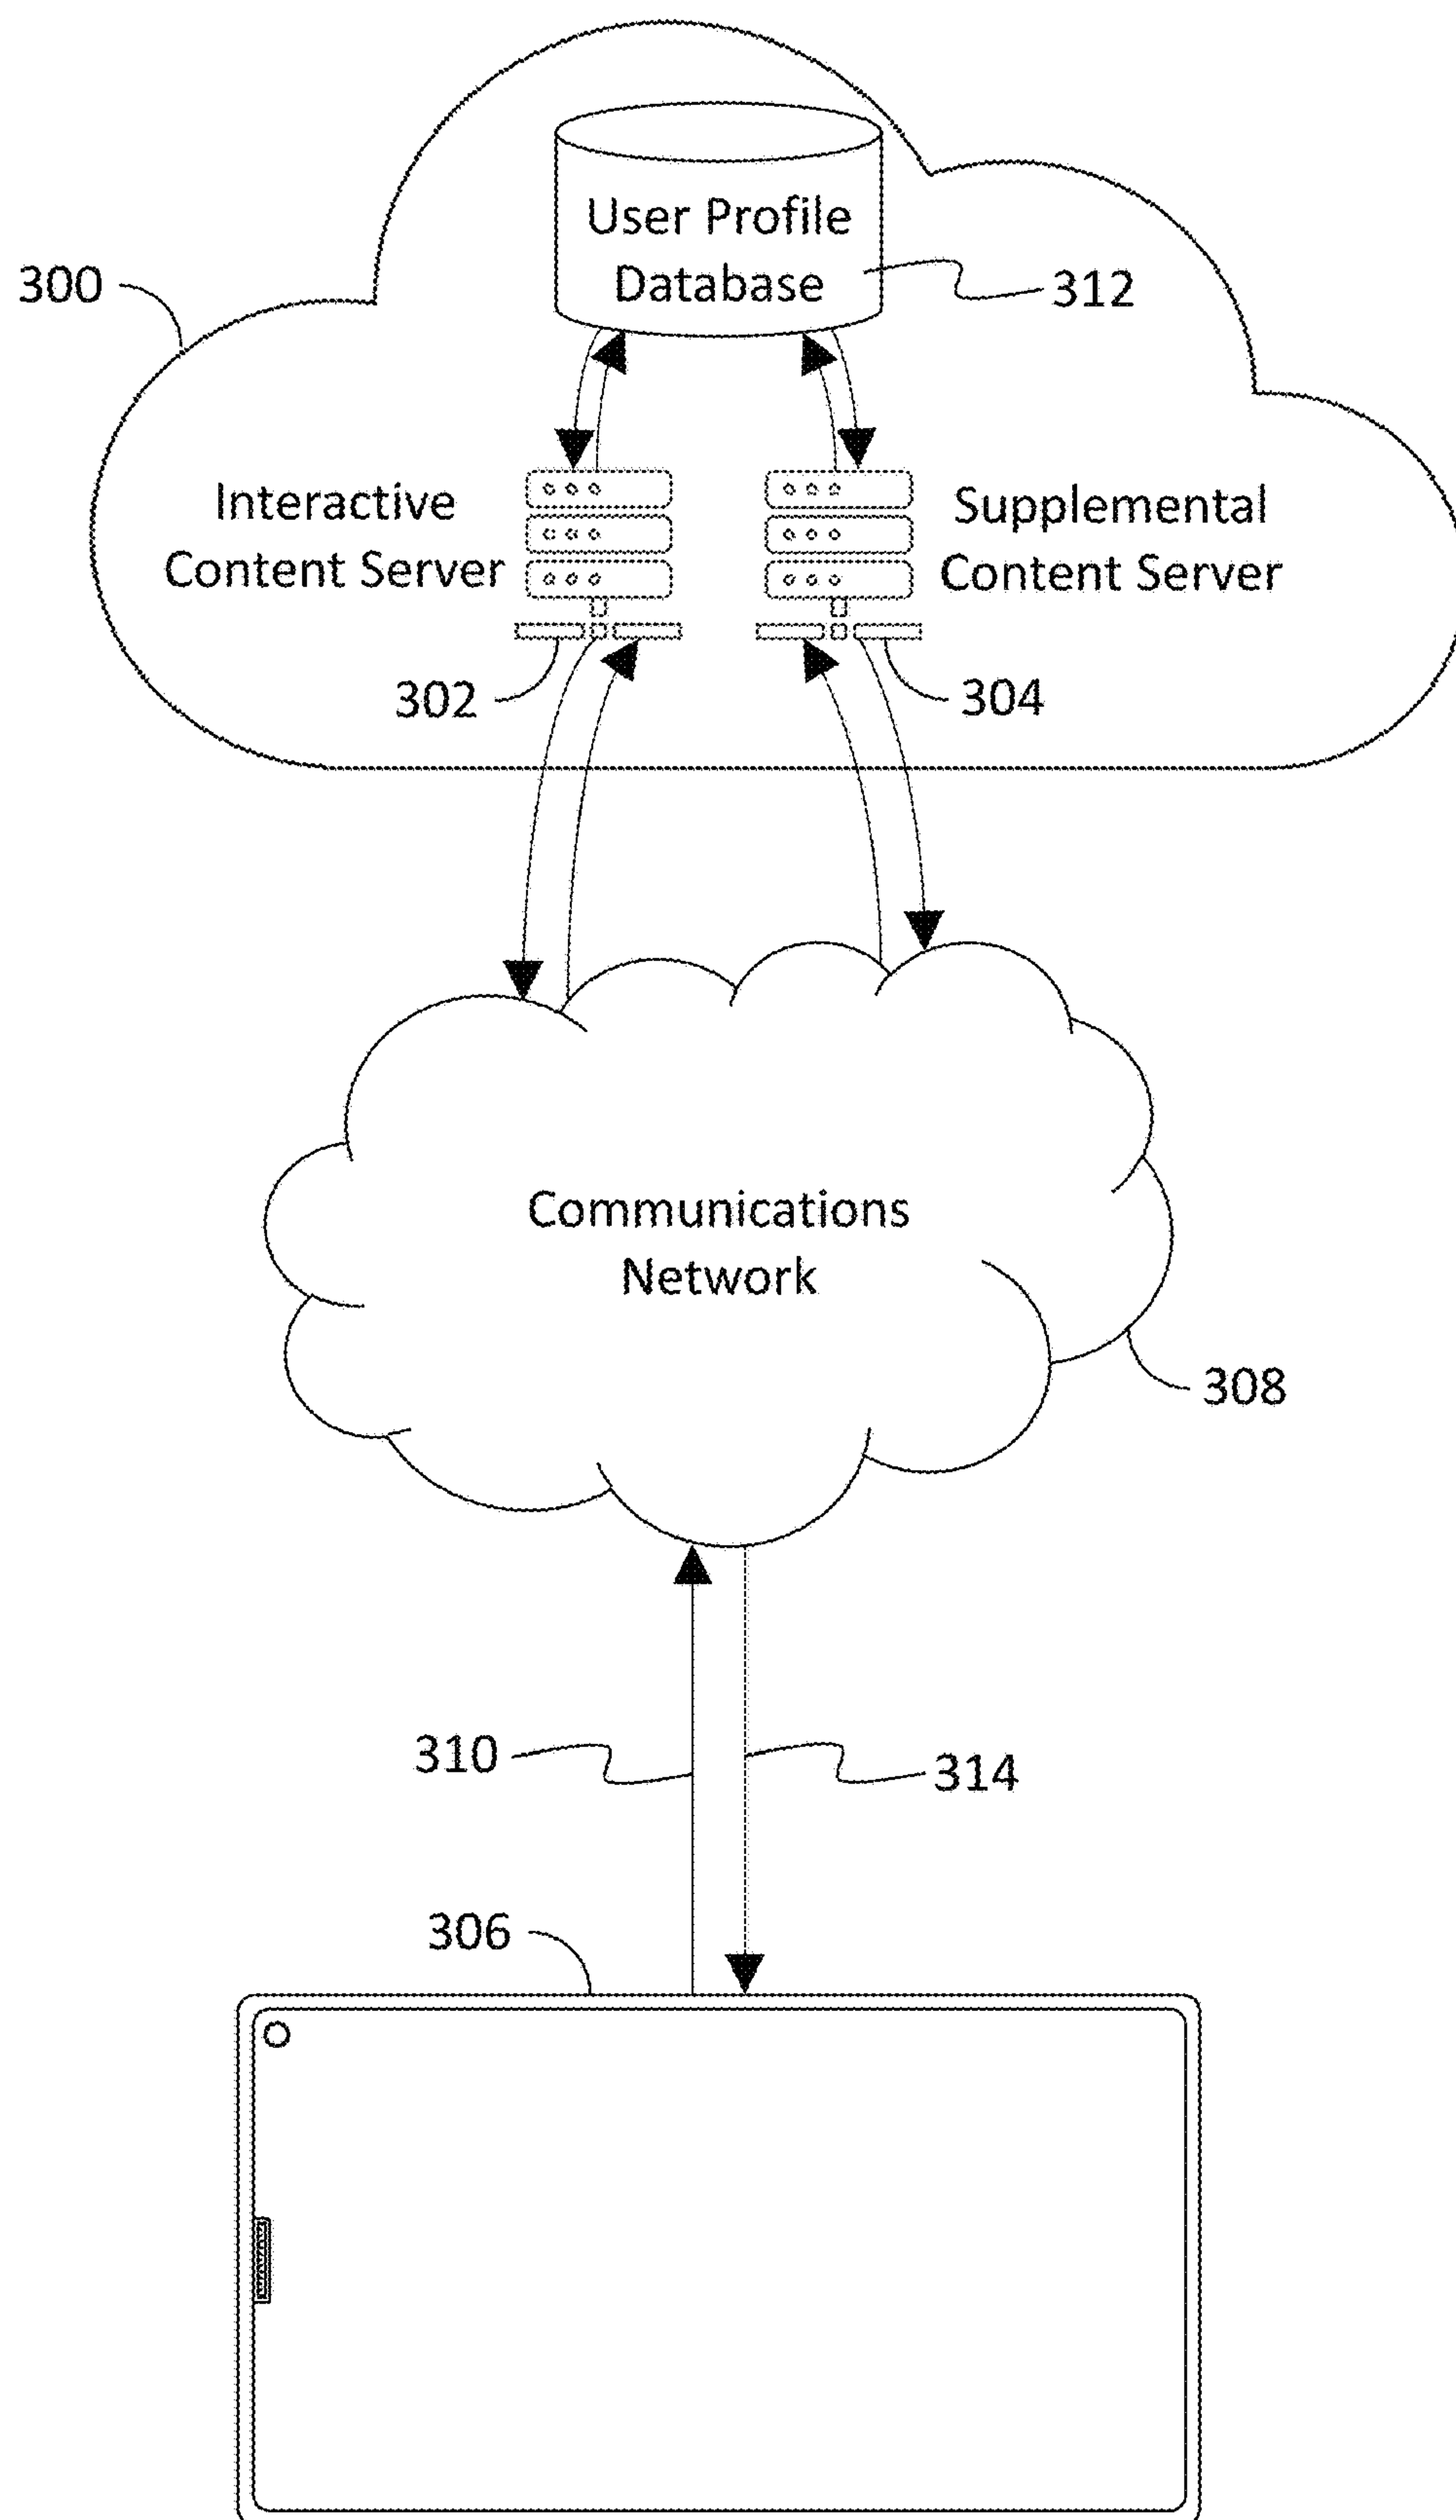 User Profile
Database
300
312
Interactive
Content Server
Supplemental
Content Server
302
304
Communications
Network
308
310
314
306